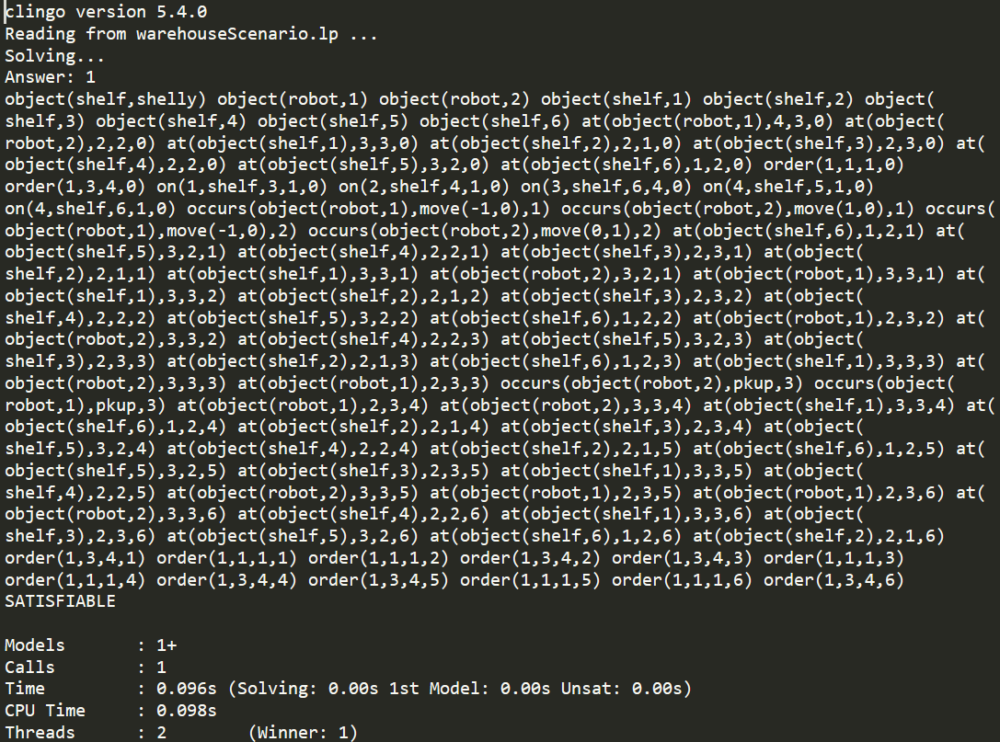 clingo version 5.4.0
Reading from warehouseScenario.lp ...
Solving...
Answer: 1
object(shelf,shelly) object(robot,1) object(robot,2) object(shelf,1) object(shelf,2) object(
shelf,3) object(shelf,4) object(shelf,5) object(shelf,6) at(object(robot,1),4,3,0) at(object(
robot,2),2,2,0) at(object(shelf,1),3,3,0) at(object(shelf,2),2,1,0) at(object(shelf,3),2,3,0) at(
object(shelf,4),2,2,0) at(object(shelf,5),3,2,0) at(object(shelf,6),1,2,0) order(1,1,1,0)
order(1,3,4,0) on(1,shelf,3,1,0) on(2,shelf,4,1,0) on(3,shelf,6,4,0) on(4,shelf,5,1,0)
on(4,shelf,6,1,0) occurs(object(robot,1),move(-1,0),1) occurs(object(robot,2),move(1,0),1) occurs(
object(robot,1),move(-1,0),2) occurs(object(robot,2),move(0,1),2) at(object(shelf,6),1,2,1) at(
object(shelf,5),3,2,1) at(object(shelf,4),2,2,1) at(object(shelf,3),2,3,1) at(object(
shelf,2),2,1,1) at(object(shelf,1),3,3,1) at(object(robot,2),3,2,1) at(object(robot,1),3,3,1) at(
object(shelf,1),3,3,2) at(object(shelf,2),2,1,2) at(object(shelf,3),2,3,2) at(object(
shelf,4),2,2,2) at(object(shelf,5),3,2,2) at(object(shelf,6),1,2,2) at(object(robot,1),2,3,2) at(
object(robot,2),3,3,2) at(object(shelf,4),2,2,3) at(object(shelf,5),3,2,3) at(object(
shelf,3),2,3,3) at(object(shelf,2),2,1,3) at(object(shelf,6),1,2,3) at(object(shelf,1),3,3,3) at(
object(robot,2),3,3,3) at(object(robot,1),2,3,3) occurs(object(robot,2),pkup,3) occurs(object(
robot,1),pkup,3) at(object(robot,1),2,3,4) at(object(robot,2),3,3,4) at(object(shelf,1),3,3,4) at(
object(shelf,6),1,2,4) at(object(shelf,2),2,1,4) at(object(shelf,3),2,3,4) at(object(
shelf,5),3,2,4) at(object(shelf,4),2,2,4) at(object(shelf,2),2,1,5) at(object(shelf,6),1,2,5) at(
object(shelf,5),3,2,5) at(object(shelf,3),2,3,5) at(object(shelf,1),3,3,5) at(object(
shelf,4),2,2,5) at(object(robot,2),3,3,5) at(object(robot,1),2,3,5) at(object(robot,1),2,3,6) at(
object(robot,2),3,3,6) at(object(shelf,4),2,2,6) at(object(shelf,1),3,3,6) at(object(
shelf,3),2,3,6) at(object(shelf,5),3,2,6) at(object(shelf,6),1,2,6) at(object(shelf,2),2,1,6)
order(1,3,4,1) order(1,1,1,1) order(1,1,1,2) order(1,3,4,2) order(1,3,4,3) order(1,1,1,3)
order(1,1,1,4) order(1,3,4,4) order(1,3,4,5) order(1,1,1,5) order(1,1,1,6) order(1,3,4,6)
SATISFIABLE
Models : 1+
Calls : 1
Time : 0.096s (Solving: 0.00s 1st Model: 0.00s Unsat: 0.00s)
CPU Time : 0.098s
Threads : 2 (Winner: 1)